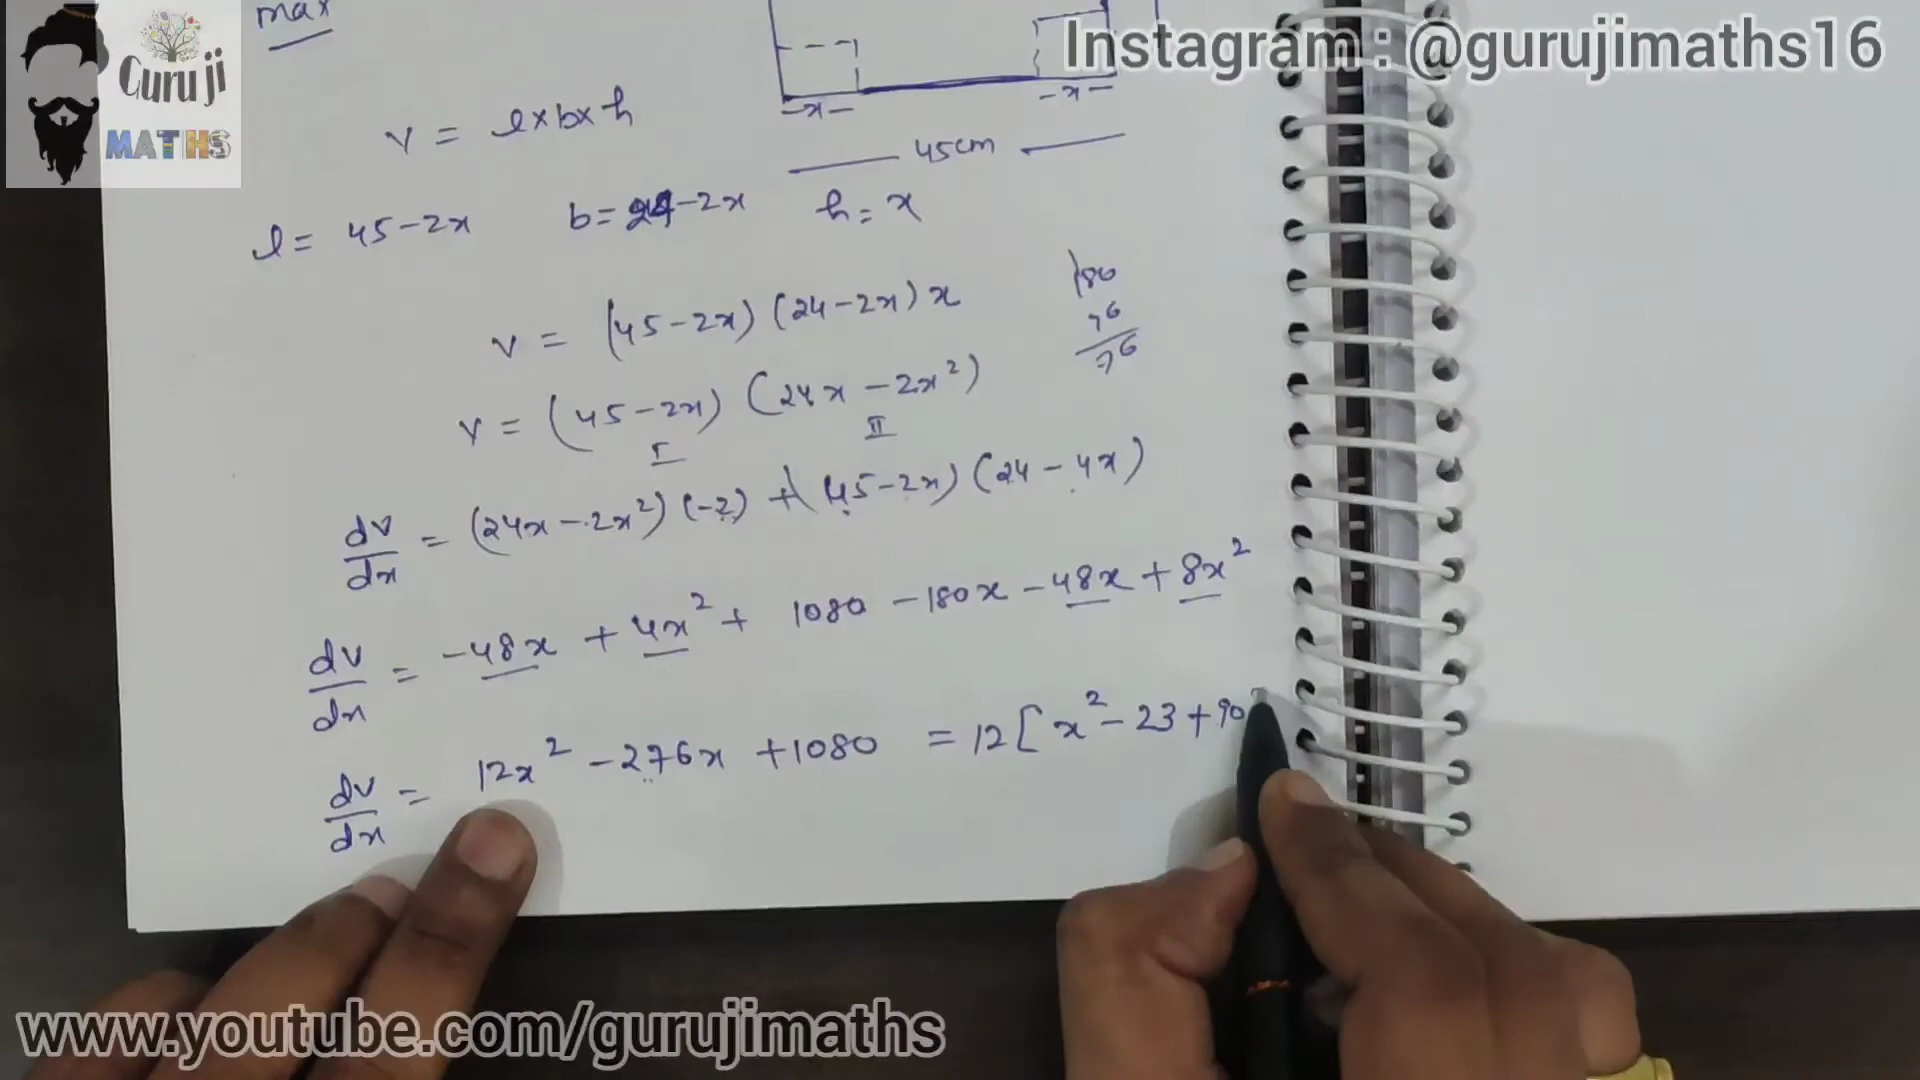 max
Guruji
MATHS
Instagram : @gurujimaths16
V = l×b×h
-x- -x-
45cm
l = 45-2x b = 24-2x h = x
V = (45-2x) (24-2x) x
180
96
76
V = (45-2x) (24x - 2x²)
I II
dv/dx = (24x - 2x²) (-2) + (45-2x) (24 - 4x)
dv/dx = -48x + 4x² + 1080 - 180x - 48x + 8x²
dv/dx = 12x² - 276x + 1080 = 12 [ x² - 23 + 90
www.youtube.com/gurujimaths